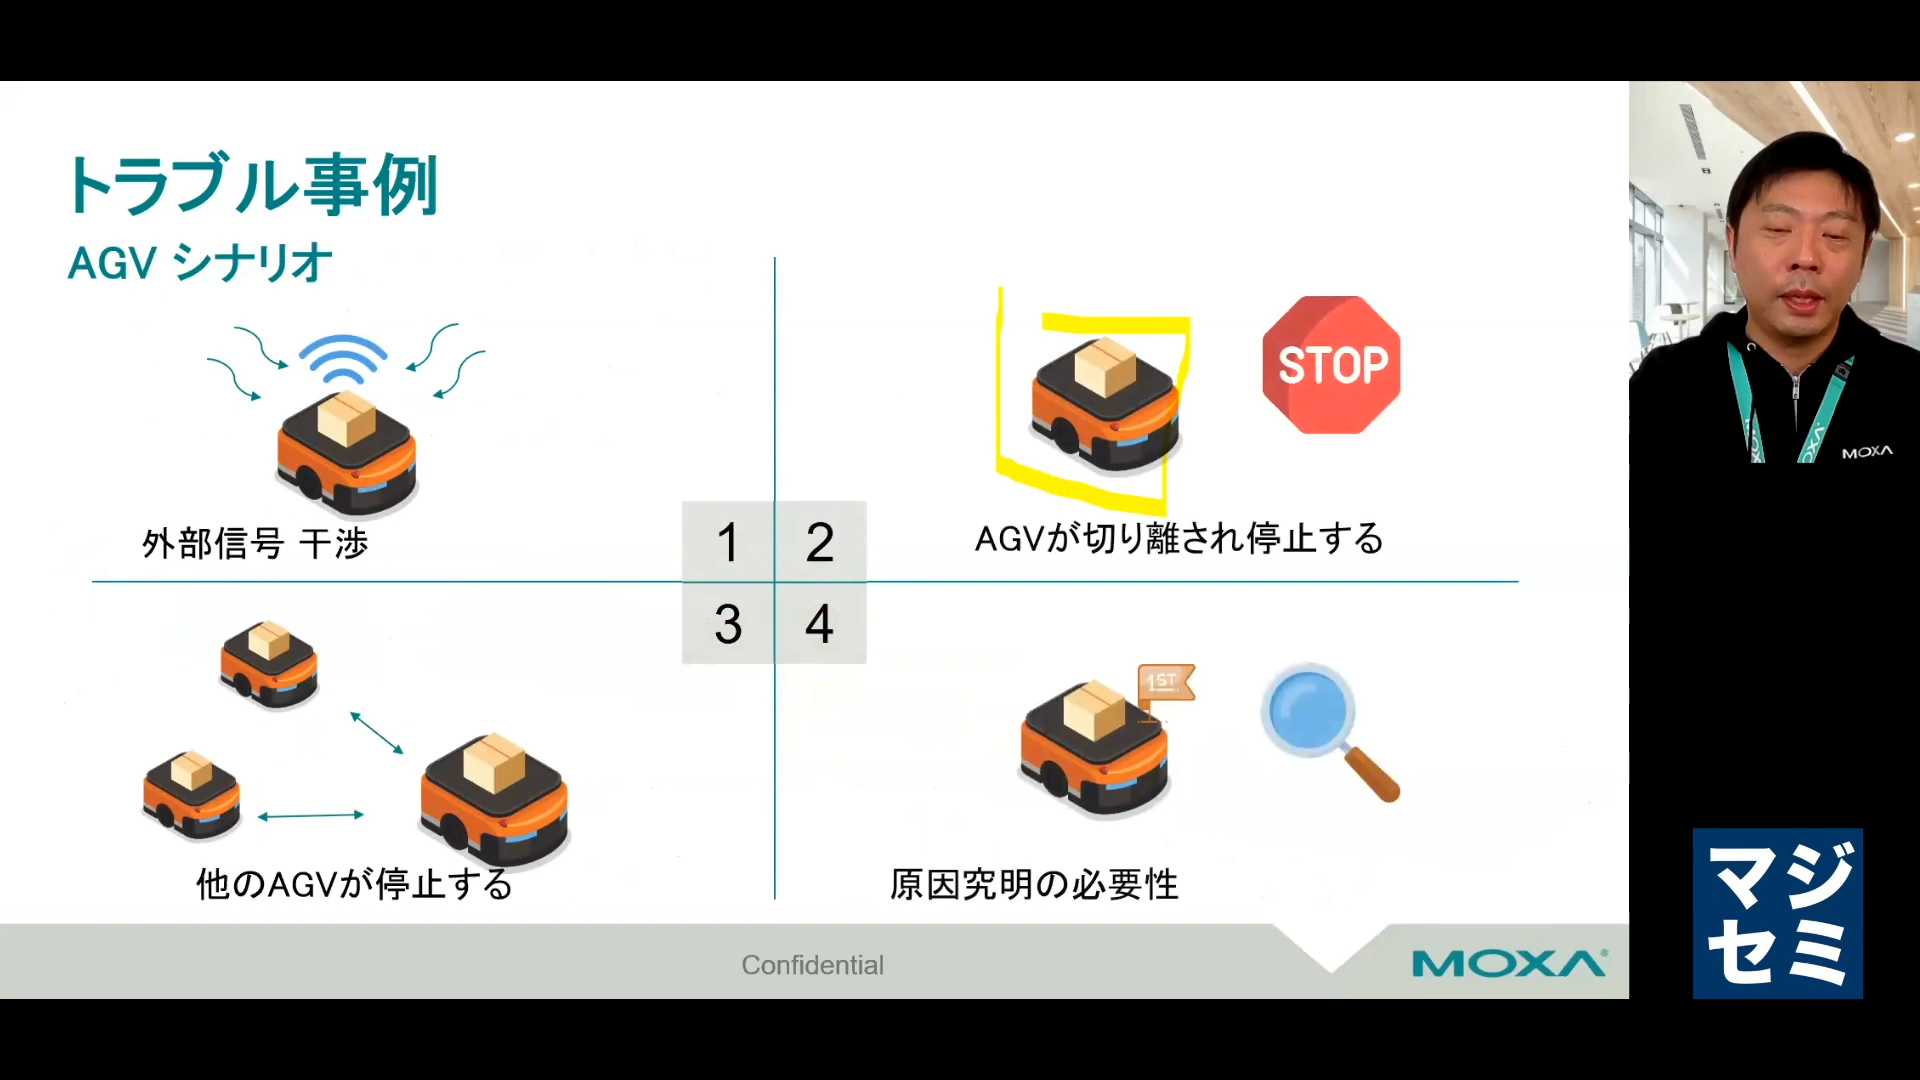 トラブル事例
AGV シナリオ
外部信号 干渉
STOP
AGVが切り離され停止する
1 2
3 4
1ST
他のAGVが停止する
原因究明の必要性
Confidential
MOXA®
MOXA
マジ
セミ